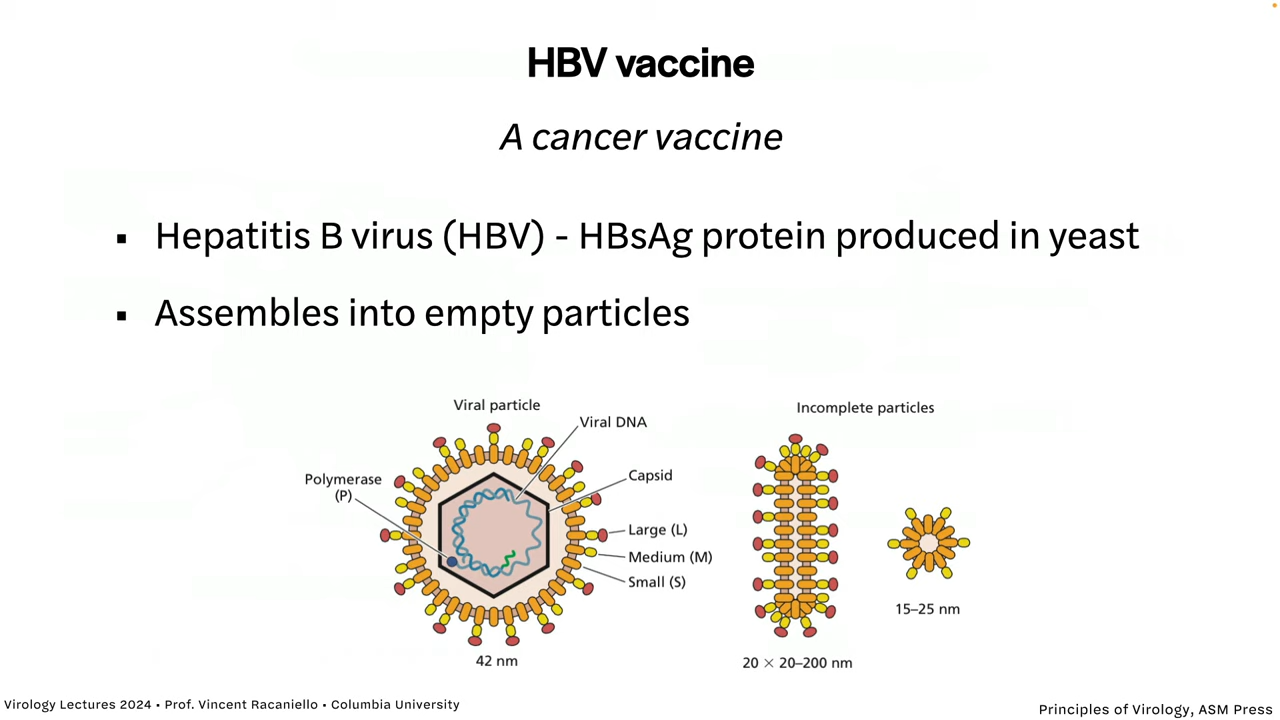 HBV vaccine
A cancer vaccine
▪ Hepatitis B virus (HBV) - HBsAg protein produced in yeast
▪ Assembles into empty particles
Viral particle
Viral DNA
Polymerase
(P)
Capsid
Large (L)
Medium (M)
Small (S)
42 nm
Incomplete particles
15–25 nm
20 × 20–200 nm
Virology Lectures 2024 • Prof. Vincent Racaniello • Columbia University
Principles of Virology, ASM Press